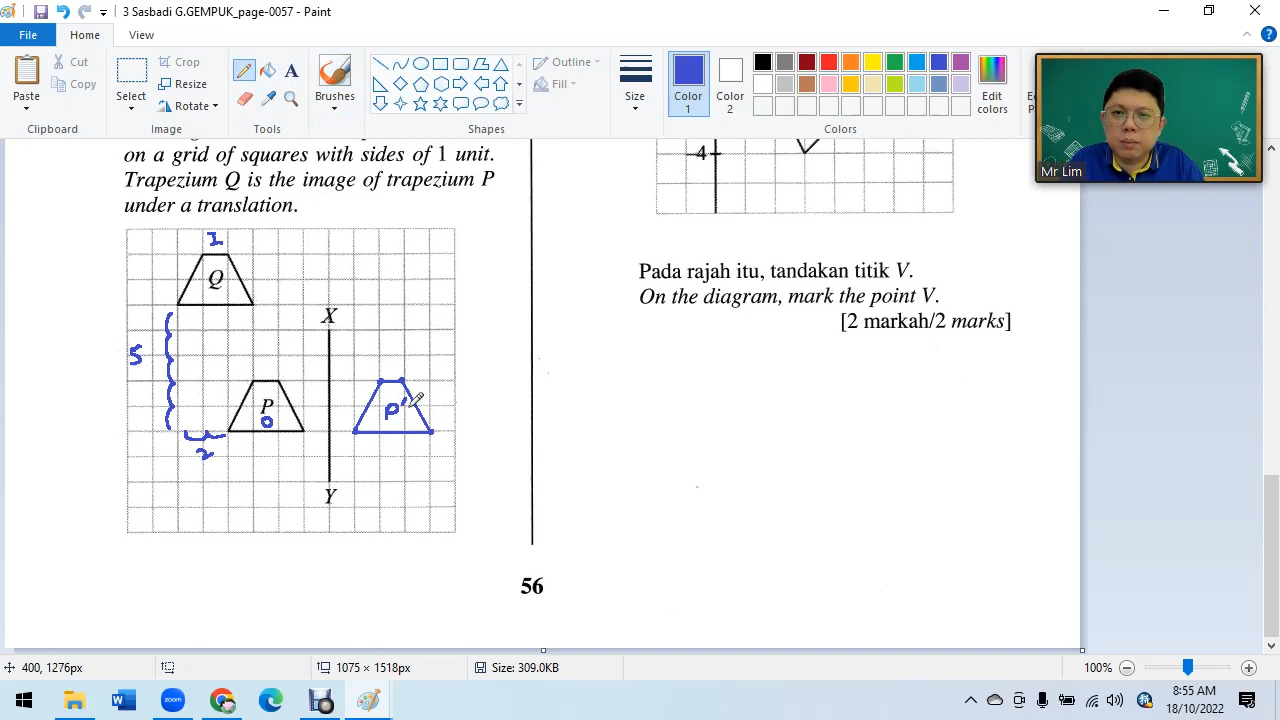 3 Sasbadi G.GEMPUK_page-0057 - Paint
File Home View
Paste Cut Copy Clipboard
Select Crop Resize Rotate Image
Tools
Brushes
Outline Fill Shapes
Size
Color 1 Color 2 Edit colors Colors
Mr Lim
on a grid of squares with sides of 1 unit.
Trapezium Q is the image of trapezium P
under a translation.
I
Q
X
5
P
O
P'
2
Y
4
Pada rajah itu, tandakan titik V.
On the diagram, mark the point V.
[2 markah/2 marks]
56
400, 1276px 1075 × 1518px Size: 309.0KB 100%
zoom
8:55 AM
18/10/2022